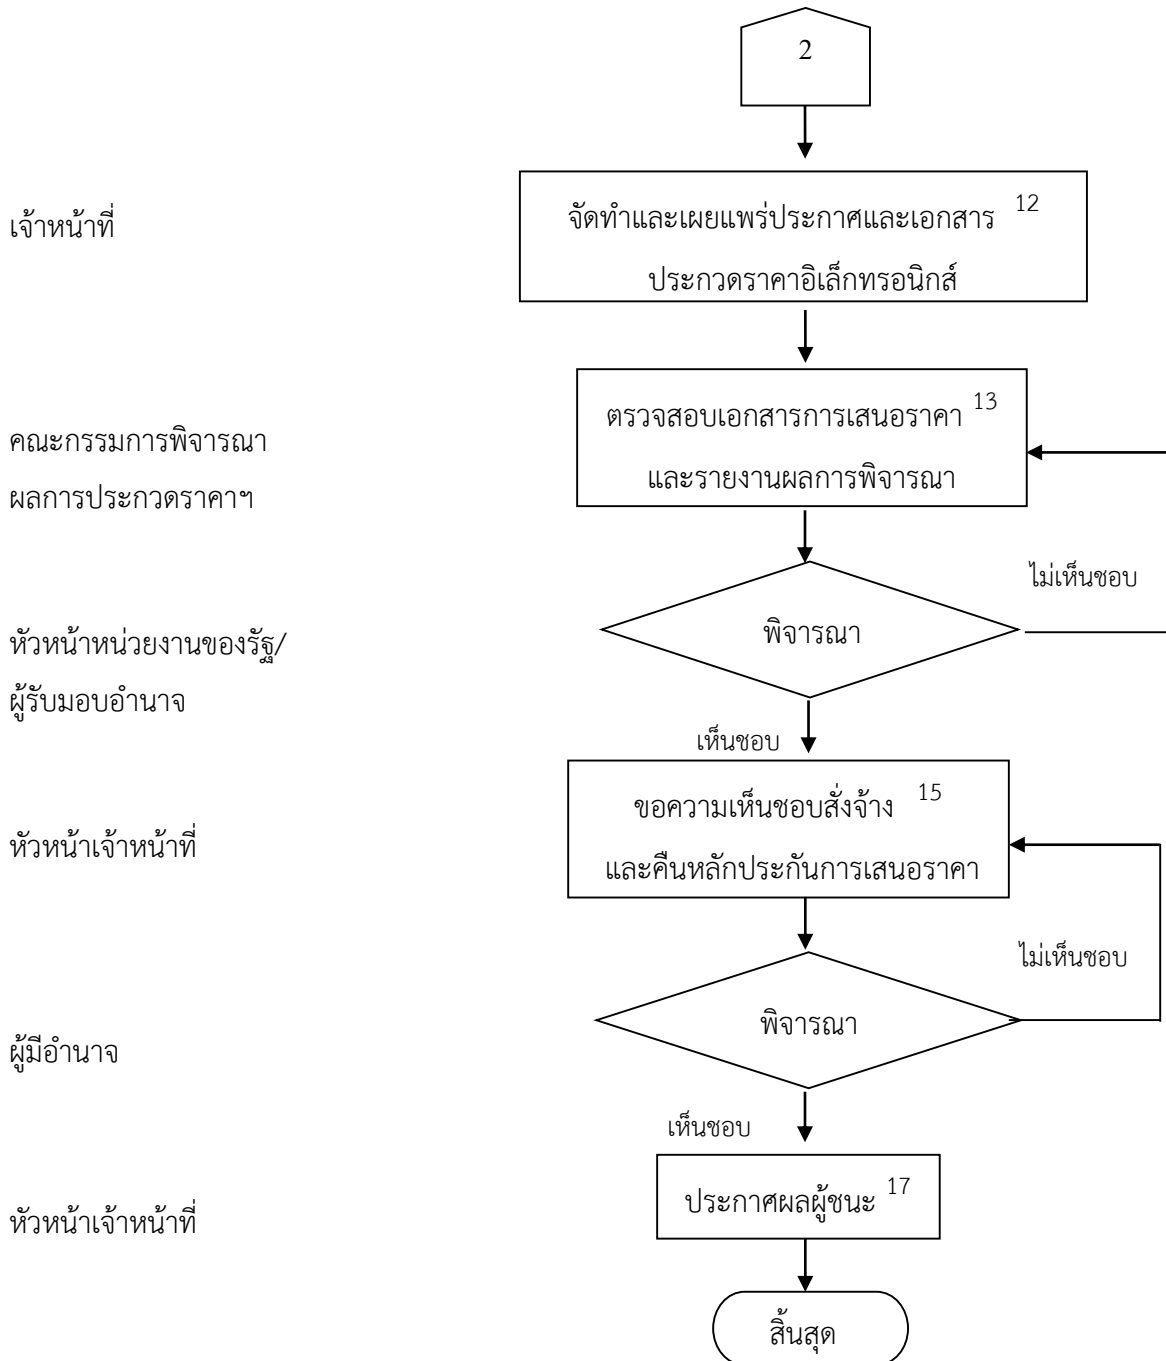 2
เจ้าหน้าที่
จัดทำและเผยแพร่ประกาศและเอกสาร 12
ประกวดราคาอิเล็กทรอนิกส์
คณะกรรมการพิจารณา
ผลการประกวดราคาฯ
ตรวจสอบเอกสารการเสนอราคา 13
และรายงานผลการพิจารณา
ไม่เห็นชอบ
หัวหน้าหน่วยงานของรัฐ/
ผู้รับมอบอำนาจ
พิจารณา
เห็นชอบ
หัวหน้าเจ้าหน้าที่
ขอความเห็นชอบสั่งจ้าง 15
และคืนหลักประกันการเสนอราคา
ไม่เห็นชอบ
ผู้มีอำนาจ
พิจารณา
เห็นชอบ
หัวหน้าเจ้าหน้าที่
ประกาศผลผู้ชนะ 17
สิ้นสุด